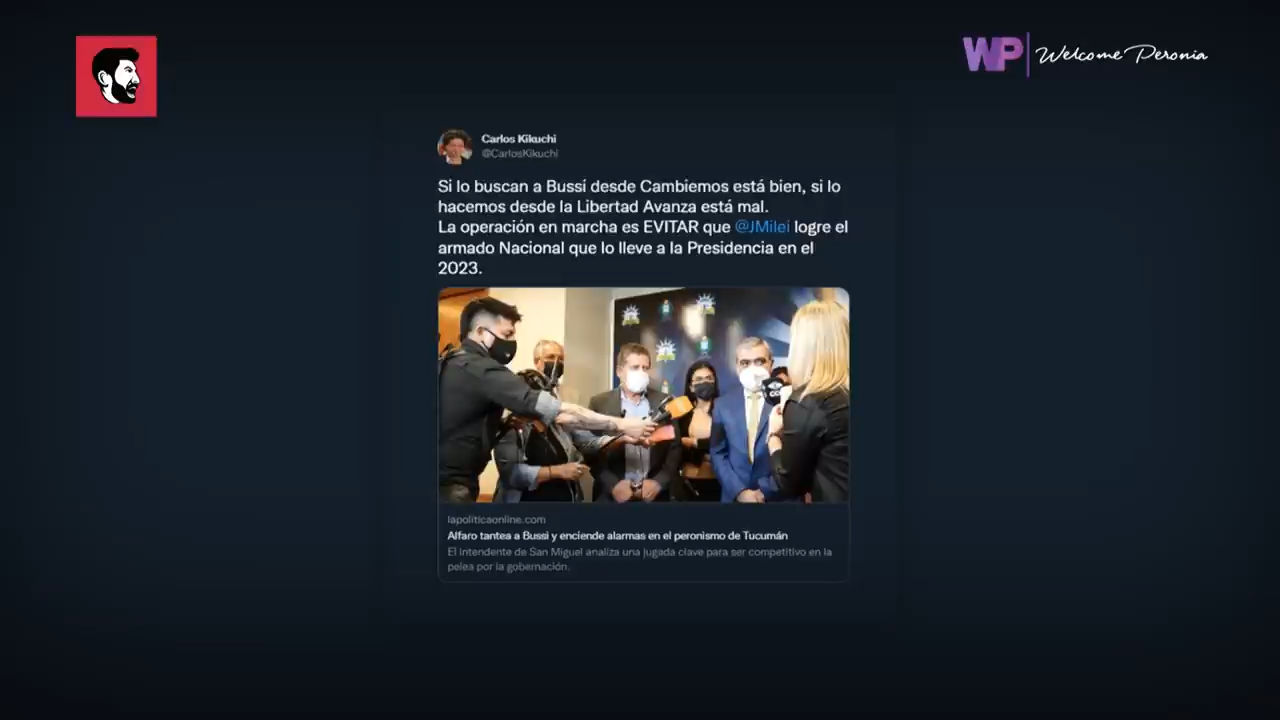 WP
Welcome Peronia
Carlos Kikuchi
@CarlosKikuchi
Si lo buscan a Bussi desde Cambiemos está bien, si lo
hacemos desde la Libertad Avanza está mal.
La operación en marcha es EVITAR que @JMilei logre el
armado Nacional que lo lleve a la Presidencia en el
2023.
lapoliticaonline.com
Alfaro tantea a Bussi y enciende alarmas en el peronismo de Tucumán
El intendente de San Miguel analiza una jugada clave para ser competitivo en la
pelea por la gobernación.